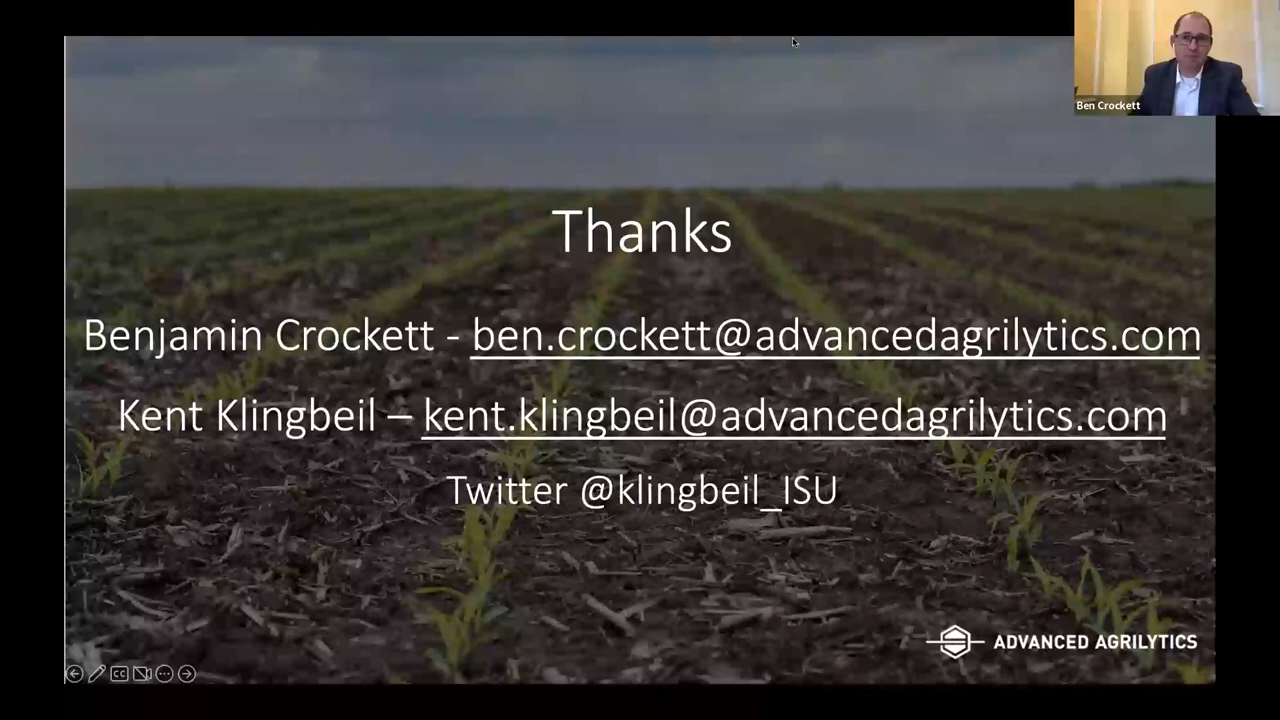 Ben Crockett
Thanks
Benjamin Crockett - ben.crockett@advancedagrilytics.com
Kent Klingbeil – kent.klingbeil@advancedagrilytics.com
Twitter @klingbeil_ISU
ADVANCED AGRILYTICS
CC